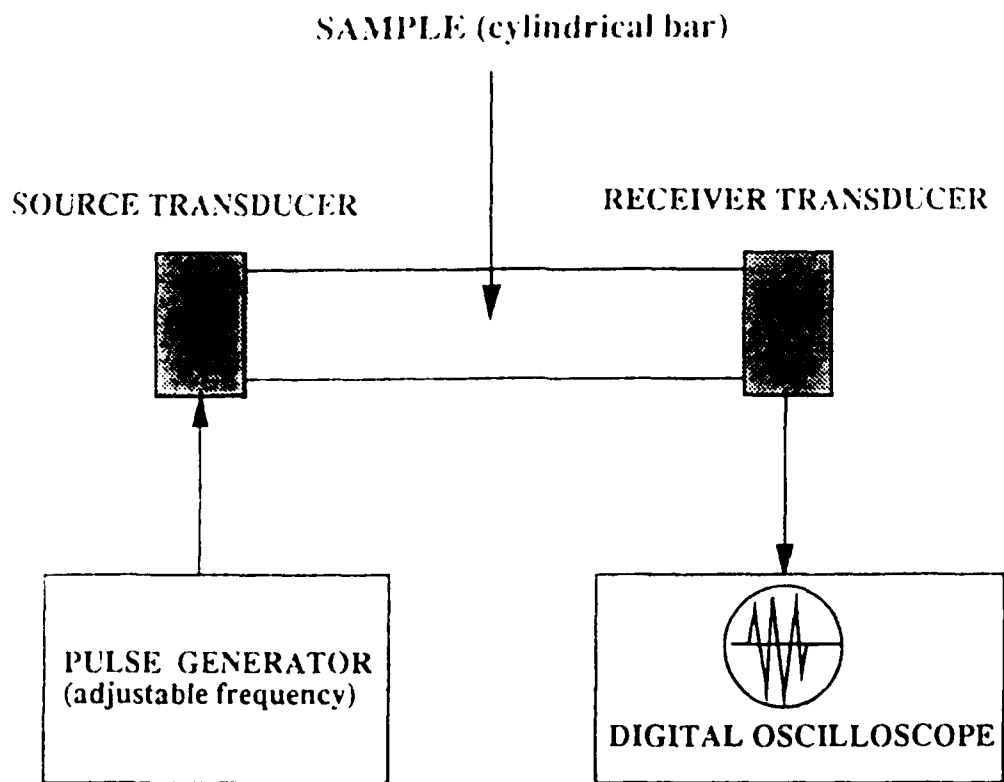 SAMPLE (cylindrical bar)
SOURCE TRANSDUCER
RECEIVER TRANSDUCER
PULSE GENERATOR
(adjustable frequency)
DIGITAL OSCILLOSCOPE